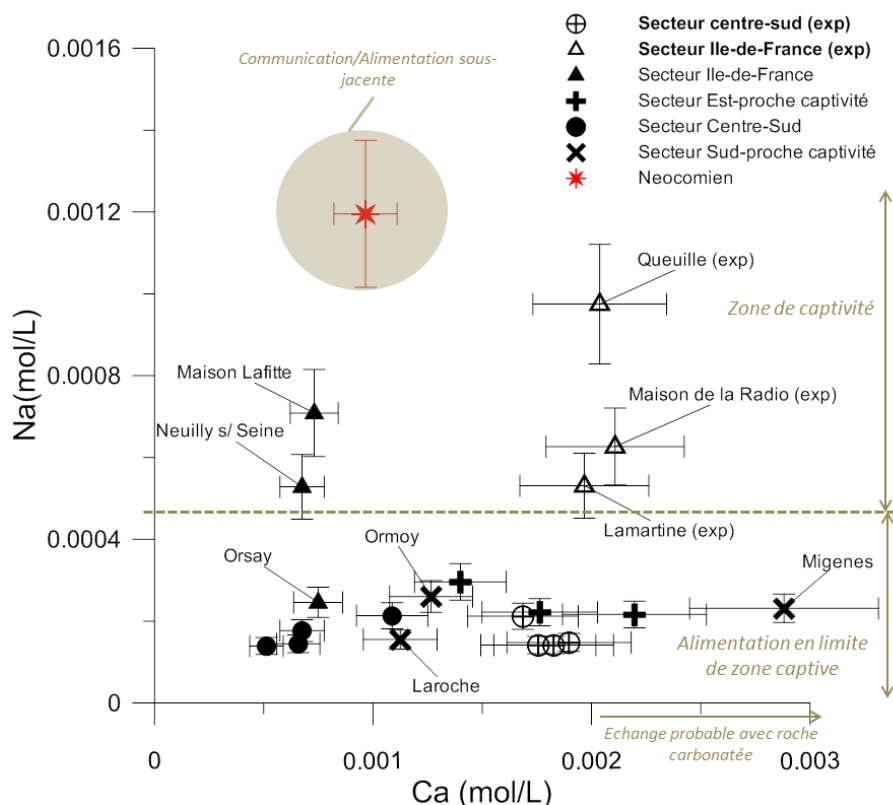 0.0016
0.0012
0.0008
0.0004
0
Na(mol/L)
Communication/Alimentation sous-
jacente
Secteur centre-sud (exp)
Secteur Ile-de-France (exp)
Secteur Ile-de-France
Secteur Est-proche captivité
Secteur Centre-Sud
Secteur Sud-proche captivité
Neocomien
Queuille (exp)
Zone de captivité
Maison Lafitte
Maison de la Radio (exp)
Neuilly s/ Seine
Lamartine (exp)
Ormoy
Orsay
Migenes
Alimentation en limite
de zone captive
Laroche
Echange probable avec roche
carbonatée
0
0.001
0.002
0.003
Ca (mol/L)